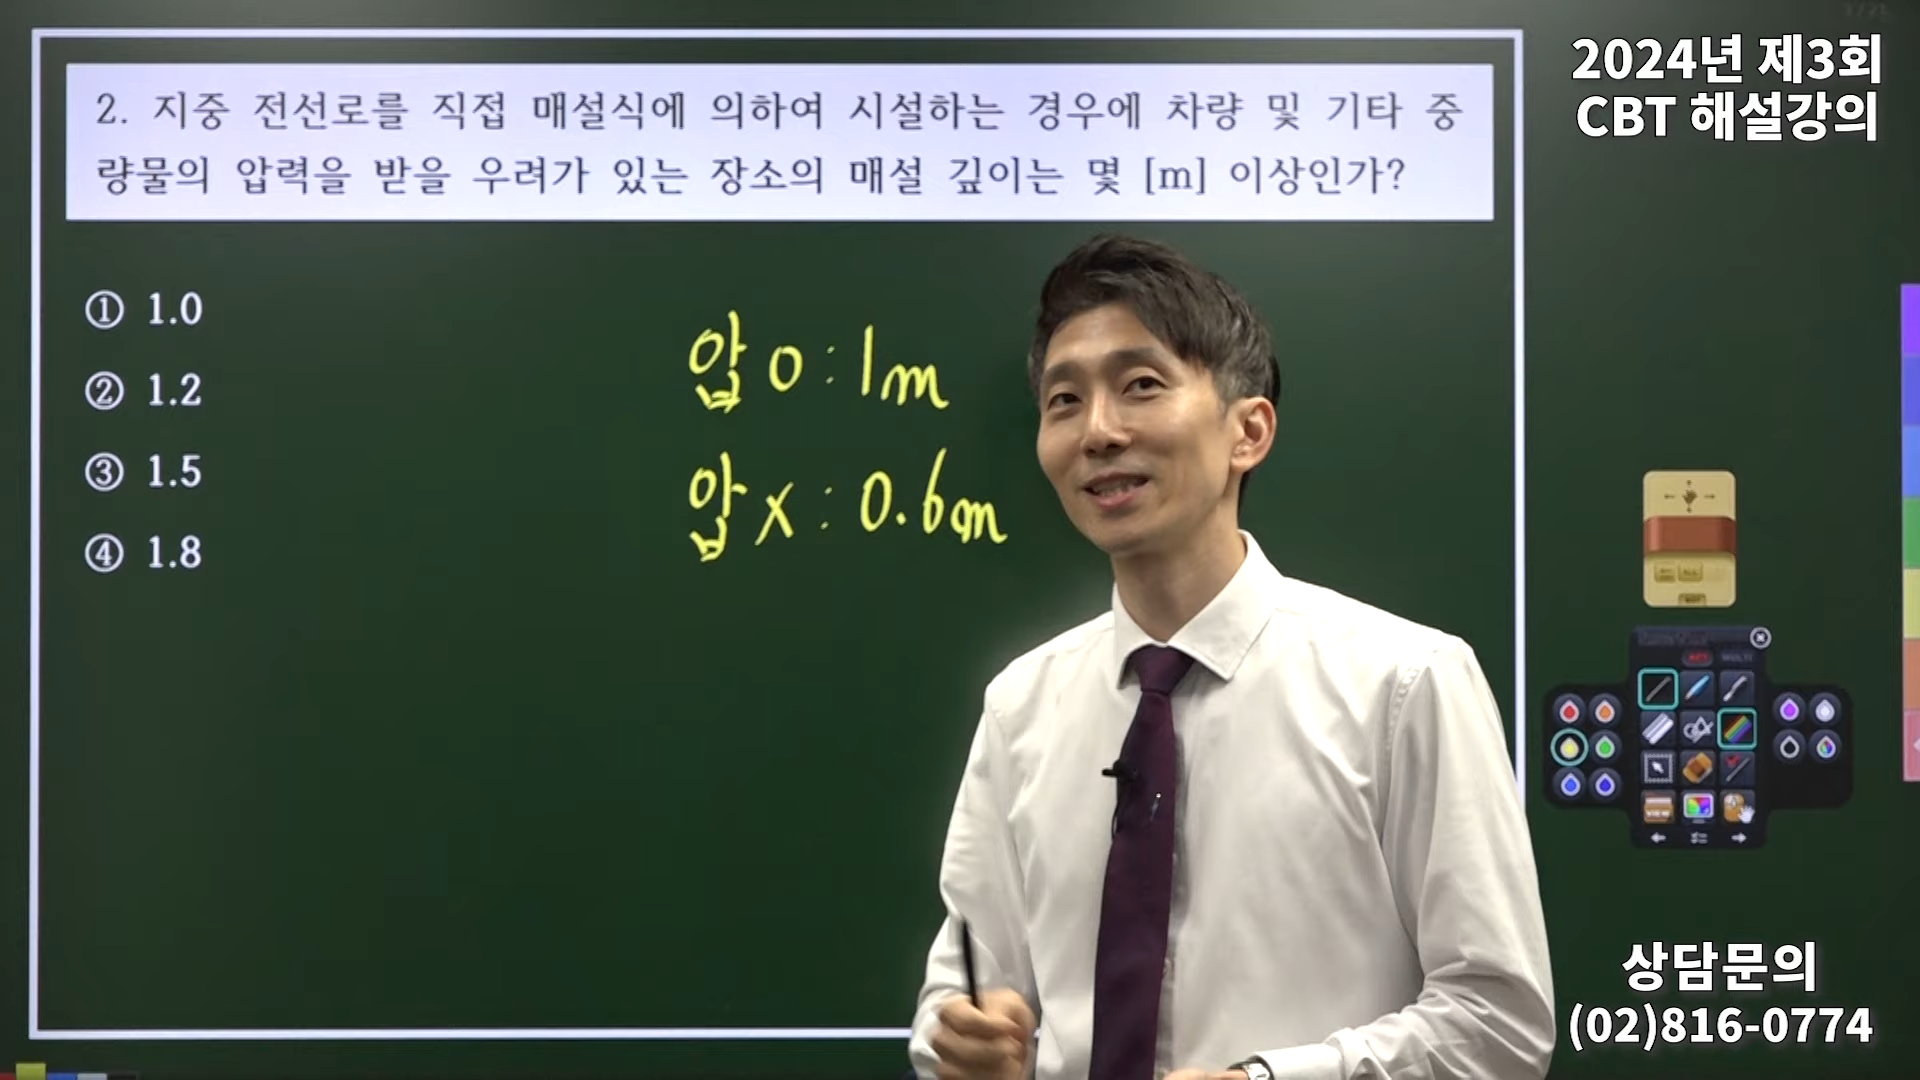 2024년 제3회
CBT 해설강의
2. 지중 전선로를 직접 매설식에 의하여 시설하는 경우에 차량 및 기타 중
량물의 압력을 받을 우려가 있는 장소의 매설 깊이는 몇 [m] 이상인가?
① 1.0
② 1.2
③ 1.5
④ 1.8
압 o : 1m
압 x : 0.6m
상담문의
(02)816-0774